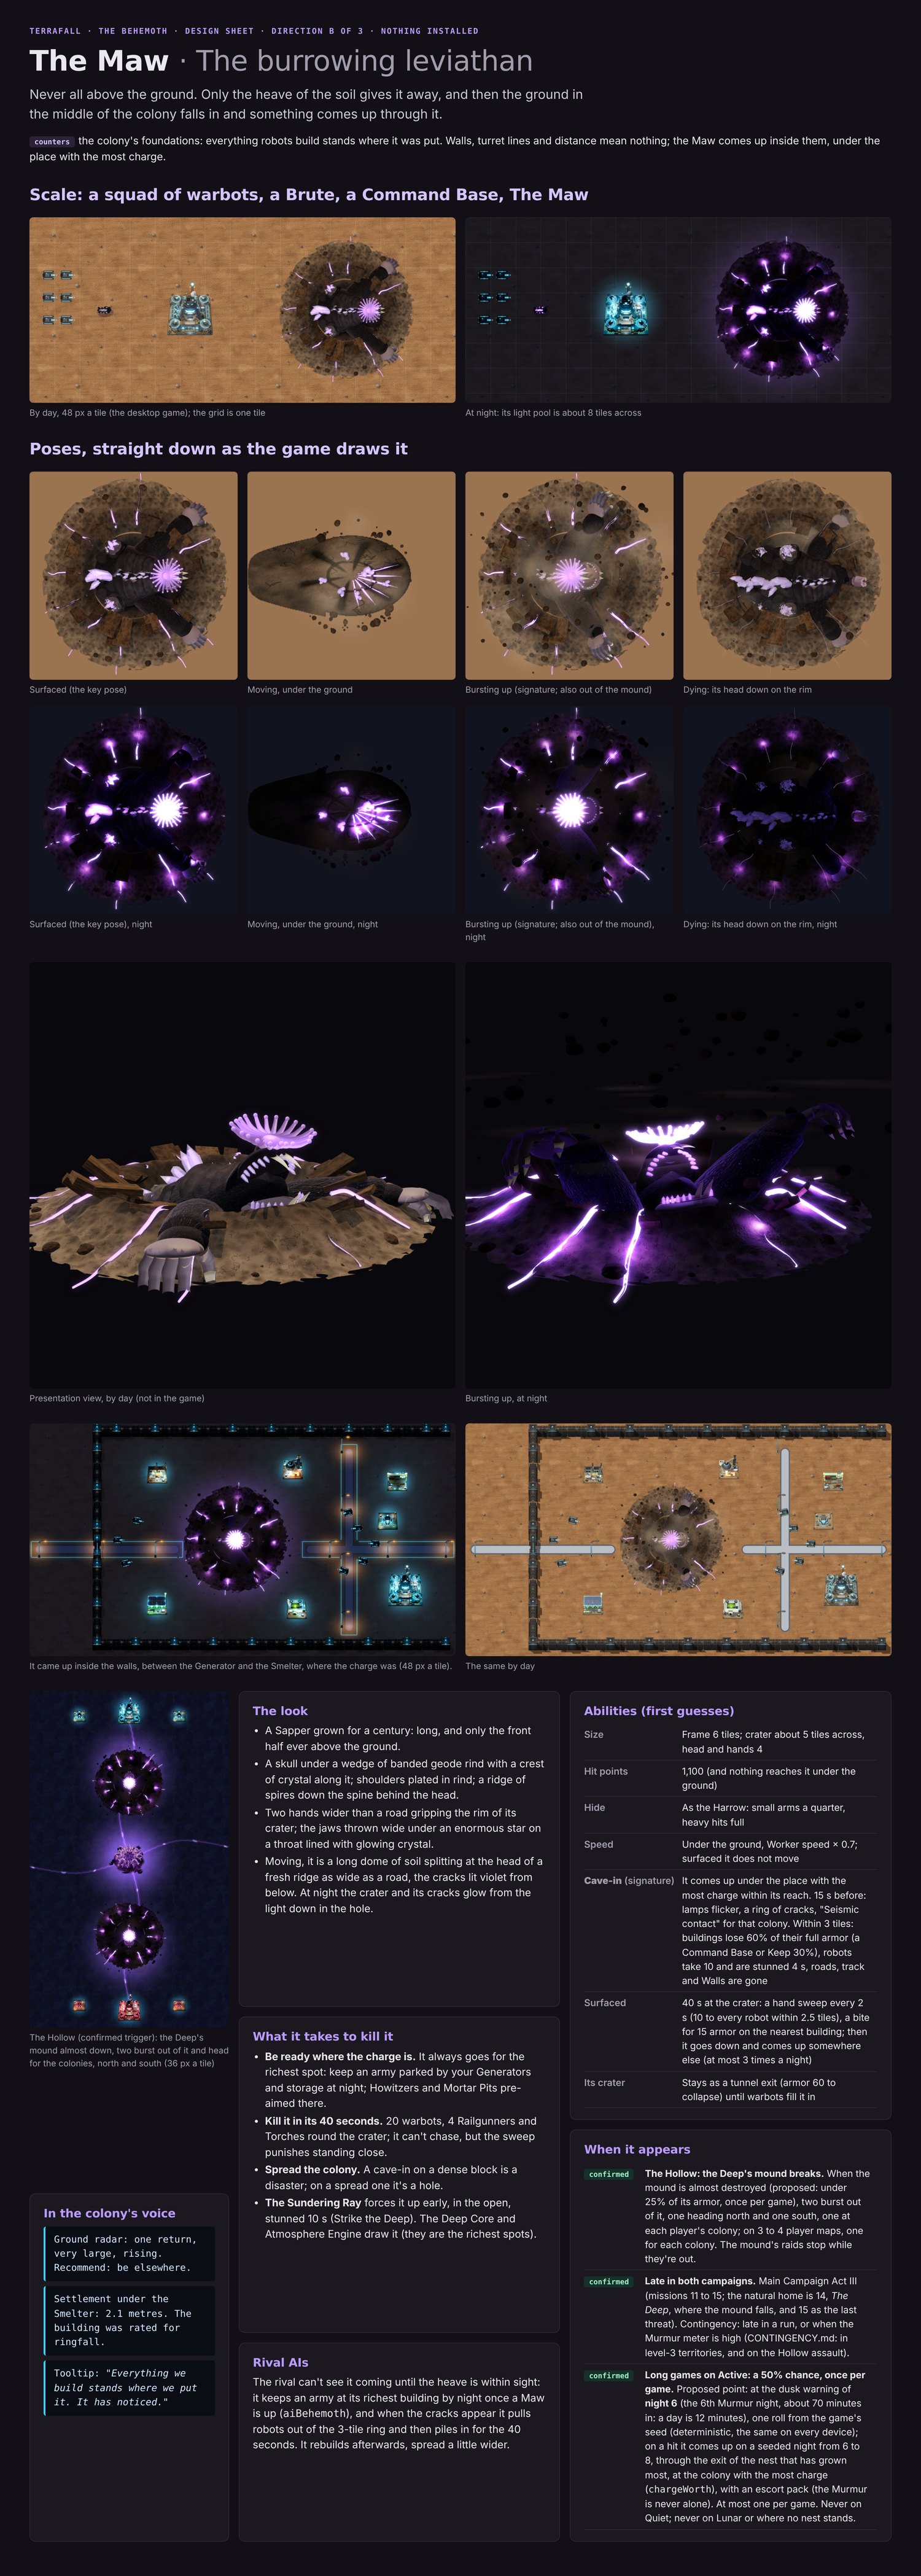 TERRAFALL · THE BEHEMOTH · DESIGN SHEET · DIRECTION B OF 3 · NOTHING INSTALLED
The Maw · The burrowing leviathan
Never all above the ground. Only the heave of the soil gives it away, and then the ground in
the middle of the colony falls in and something comes up through it.
counters the colony's foundations: everything robots build stands where it was put. Walls, turret lines and distance mean nothing; the Maw comes up inside them, under the
place with the most charge.
Scale: a squad of warbots, a Brute, a Command Base, The Maw
By day, 48 px a tile (the desktop game); the grid is one tile
At night: its light pool is about 8 tiles across
Poses, straight down as the game draws it
Surfaced (the key pose)
Moving, under the ground
Bursting up (signature; also out of the mound)
Dying: its head down on the rim
Surfaced (the key pose), night
Moving, under the ground, night
Bursting up (signature; also out of the mound),
night
Dying: its head down on the rim, night
Presentation view, by day (not in the game)
Bursting up, at night
It came up inside the walls, between the Generator and the Smelter, where the charge was (48 px a tile).
The same by day
The Hollow (confirmed trigger): the Deep's
mound almost down, two burst out of it and head
for the colonies, north and south (36 px a tile)
In the colony's voice
Ground radar: one return,
very large, rising.
Recommend: be elsewhere.
Settlement under the
Smelter: 2.1 metres. The
building was rated for
ringfall.
Tooltip: "Everything we
build stands where we put
it. It has noticed."
The look
• A Sapper grown for a century: long, and only the front
half ever above the ground.
• A skull under a wedge of banded geode rind with a crest
of crystal along it; shoulders plated in rind; a ridge of
spires down the spine behind the head.
• Two hands wider than a road gripping the rim of its
crater; the jaws thrown wide under an enormous star on
a throat lined with glowing crystal.
• Moving, it is a long dome of soil splitting at the head of a
fresh ridge as wide as a road, the cracks lit violet from
below. At night the crater and its cracks glow from the
light down in the hole.
What it takes to kill it
• Be ready where the charge is. It always goes for the
richest spot: keep an army parked by your Generators
and storage at night; Howitzers and Mortar Pits pre-
aimed there.
• Kill it in its 40 seconds. 20 warbots, 4 Railgunners and
Torches round the crater; it can't chase, but the sweep
punishes standing close.
• Spread the colony. A cave-in on a dense block is a
disaster; on a spread one it's a hole.
• The Sundering Ray forces it up early, in the open,
stunned 10 s (Strike the Deep). The Deep Core and
Atmosphere Engine draw it (they are the richest spots).
Rival AIs
The rival can't see it coming until the heave is within sight:
it keeps an army at its richest building by night once a Maw
is up (aiBehemoth), and when the cracks appear it pulls
robots out of the 3-tile ring and then piles in for the 40
seconds. It rebuilds afterwards, spread a little wider.
Abilities (first guesses)
Size Frame 6 tiles; crater about 5 tiles across,
head and hands 4
Hit points 1,100 (and nothing reaches it under the
ground)
Hide As the Harrow: small arms a quarter,
heavy hits full
Speed Under the ground, Worker speed × 0.7;
surfaced it does not move
Cave-in (signature) It comes up under the place with the
most charge within its reach. 15 s before:
lamps flicker, a ring of cracks, "Seismic
contact" for that colony. Within 3 tiles:
buildings lose 60% of their full armor (a
Command Base or Keep 30%), robots
take 10 and are stunned 4 s, roads, track
and Walls are gone
Surfaced 40 s at the crater: a hand sweep every 2
s (10 to every robot within 2.5 tiles), a bite
for 15 armor on the nearest building; then
it goes down and comes up somewhere
else (at most 3 times a night)
Its crater Stays as a tunnel exit (armor 60 to
collapse) until warbots fill it in
When it appears
confirmed The Hollow: the Deep's mound breaks. When the
mound is almost destroyed (proposed: under
25% of its armor, once per game), two burst out
of it, one heading north and one south, one at
each player's colony; on 3 to 4 player maps, one
for each colony. The mound's raids stop while
they're out.
confirmed Late in both campaigns. Main Campaign Act III
(missions 11 to 15; the natural home is 14, The
Deep, where the mound falls, and 15 as the last
threat). Contingency: late in a run, or when the
Murmur meter is high (CONTINGENCY.md: in
level-3 territories, and on the Hollow assault).
confirmed Long games on Active: a 50% chance, once per
game. Proposed point: at the dusk warning of
night 6 (the 6th Murmur night, about 70 minutes
in: a day is 12 minutes), one roll from the game's
seed (deterministic, the same on every device);
on a hit it comes up on a seeded night from 6 to
8, through the exit of the nest that has grown
most, at the colony with the most charge
(chargeWorth), with an escort pack (the Murmur
is never alone). At most one per game. Never on
Quiet; never on Lunar or where no nest stands.